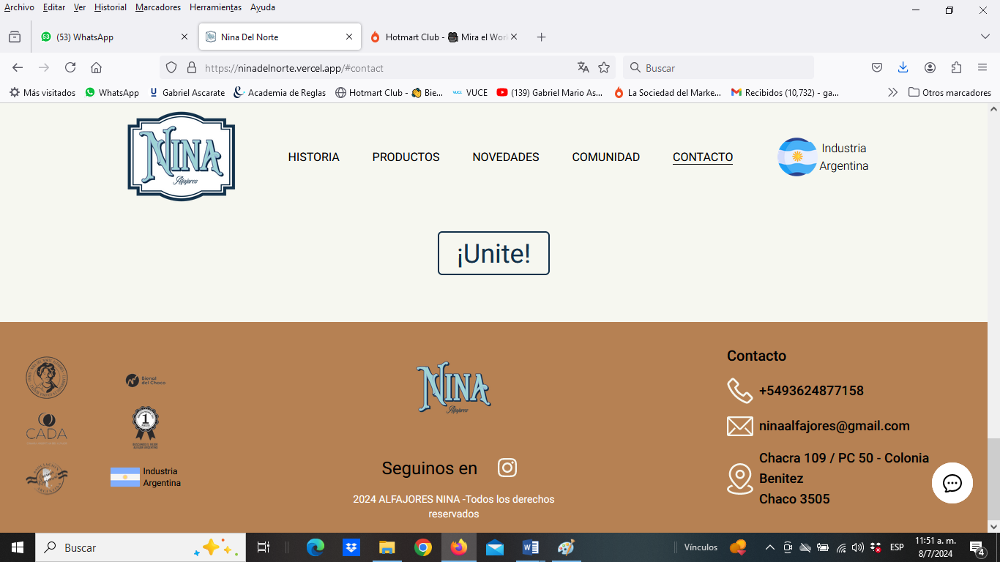 Archivo Editar Ver Historial Marcadores Herramientas Ayuda
53 (53) WhatsApp
Nina Del Norte
Hotmart Club - 🎥 Mira el Wor
https://ninadelnorte.vercel.app/#contact
Buscar
Más visitados WhatsApp U Gabriel Ascarate Academia de Reglas Hotmart Club - 👏 Bie... VUCE VUCE (139) Gabriel Mario As... La Sociedad del Marke... Recibidos (10,732) - ga... Otros marcadores
NINA
Alfajores
HISTORIA PRODUCTOS NOVEDADES COMUNIDAD CONTACTO
Industria
Argentina
¡Unite!
Bienal
del Chaco
CADA
1
Industria
Argentina
NINA
Alfajores
Seguinos en
2024 ALFAJORES NINA -Todos los derechos
reservados
Contacto
+5493624877158
ninaalfajores@gmail.com
Chacra 109 / PC 50 - Colonia
Benitez
Chaco 3505
Buscar
Vínculos
ESP
11:51 a. m.
8/7/2024
4